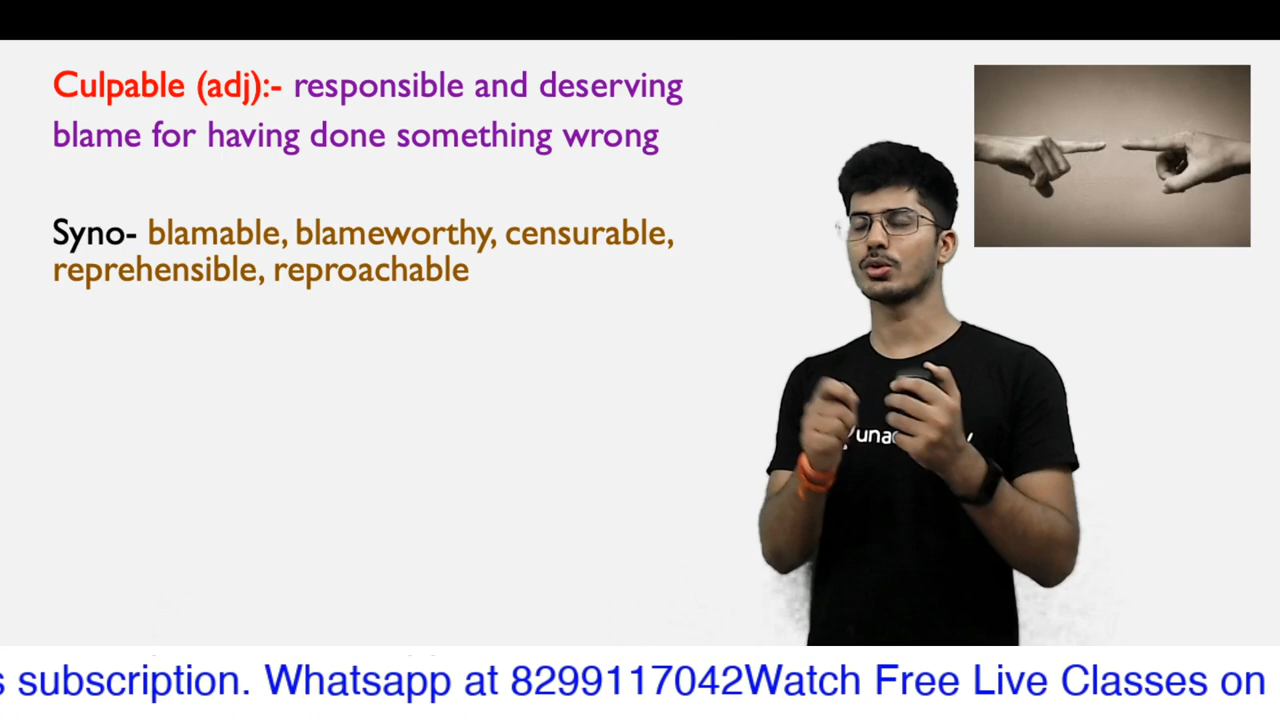 Culpable (adj):- responsible and deserving
blame for having done something wrong
Syno- blamable, blameworthy, censurable,
reprehensible, reproachable
subscription. Whatsapp at 8299117042Watch Free Live Classes on